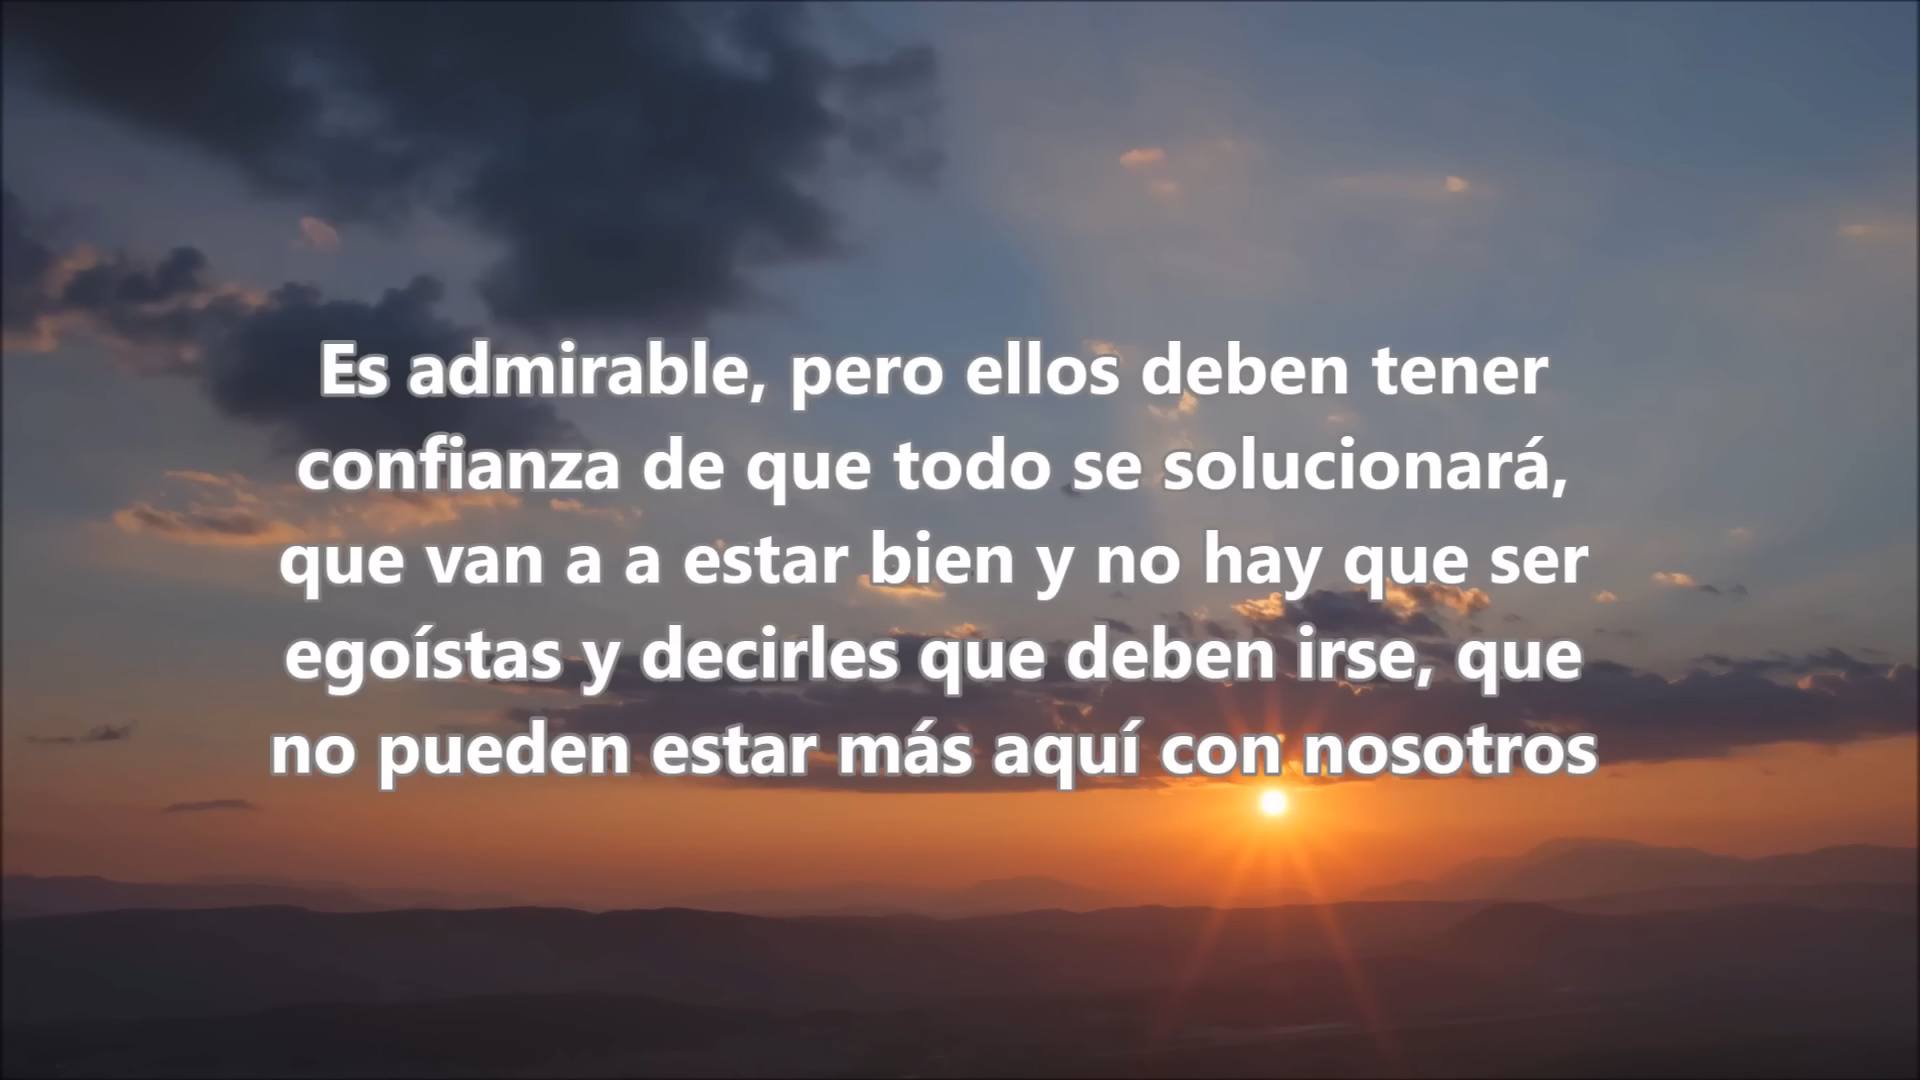 Es admirable, pero ellos deben tener
confianza de que todo se solucionará,
que van a a estar bien y no hay que ser
egoístas y decirles que deben irse, que
no pueden estar más aquí con nosotros